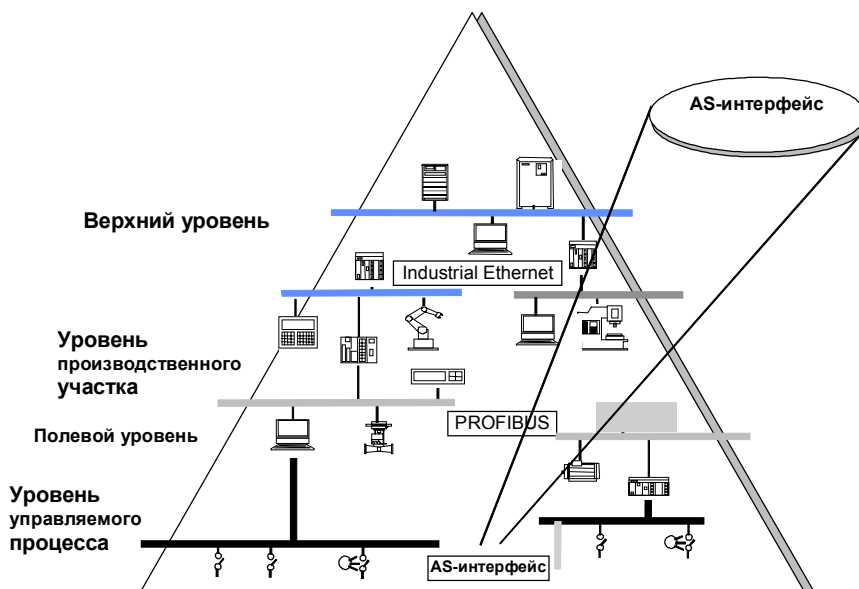 AS-интерфейс
Верхний уровень
Industrial Ethernet
Уровень
производственного
участка
PROFIBUS
Полевой уровень
Уровень
управляемого
процесса
AS-интерфейс